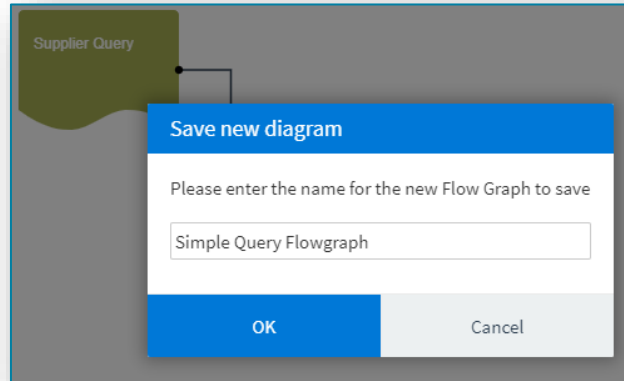 Supplier Query
Save new diagram
Please enter the name for the new Flow Graph to save
Simple Query Flowgraph
OK
Cancel